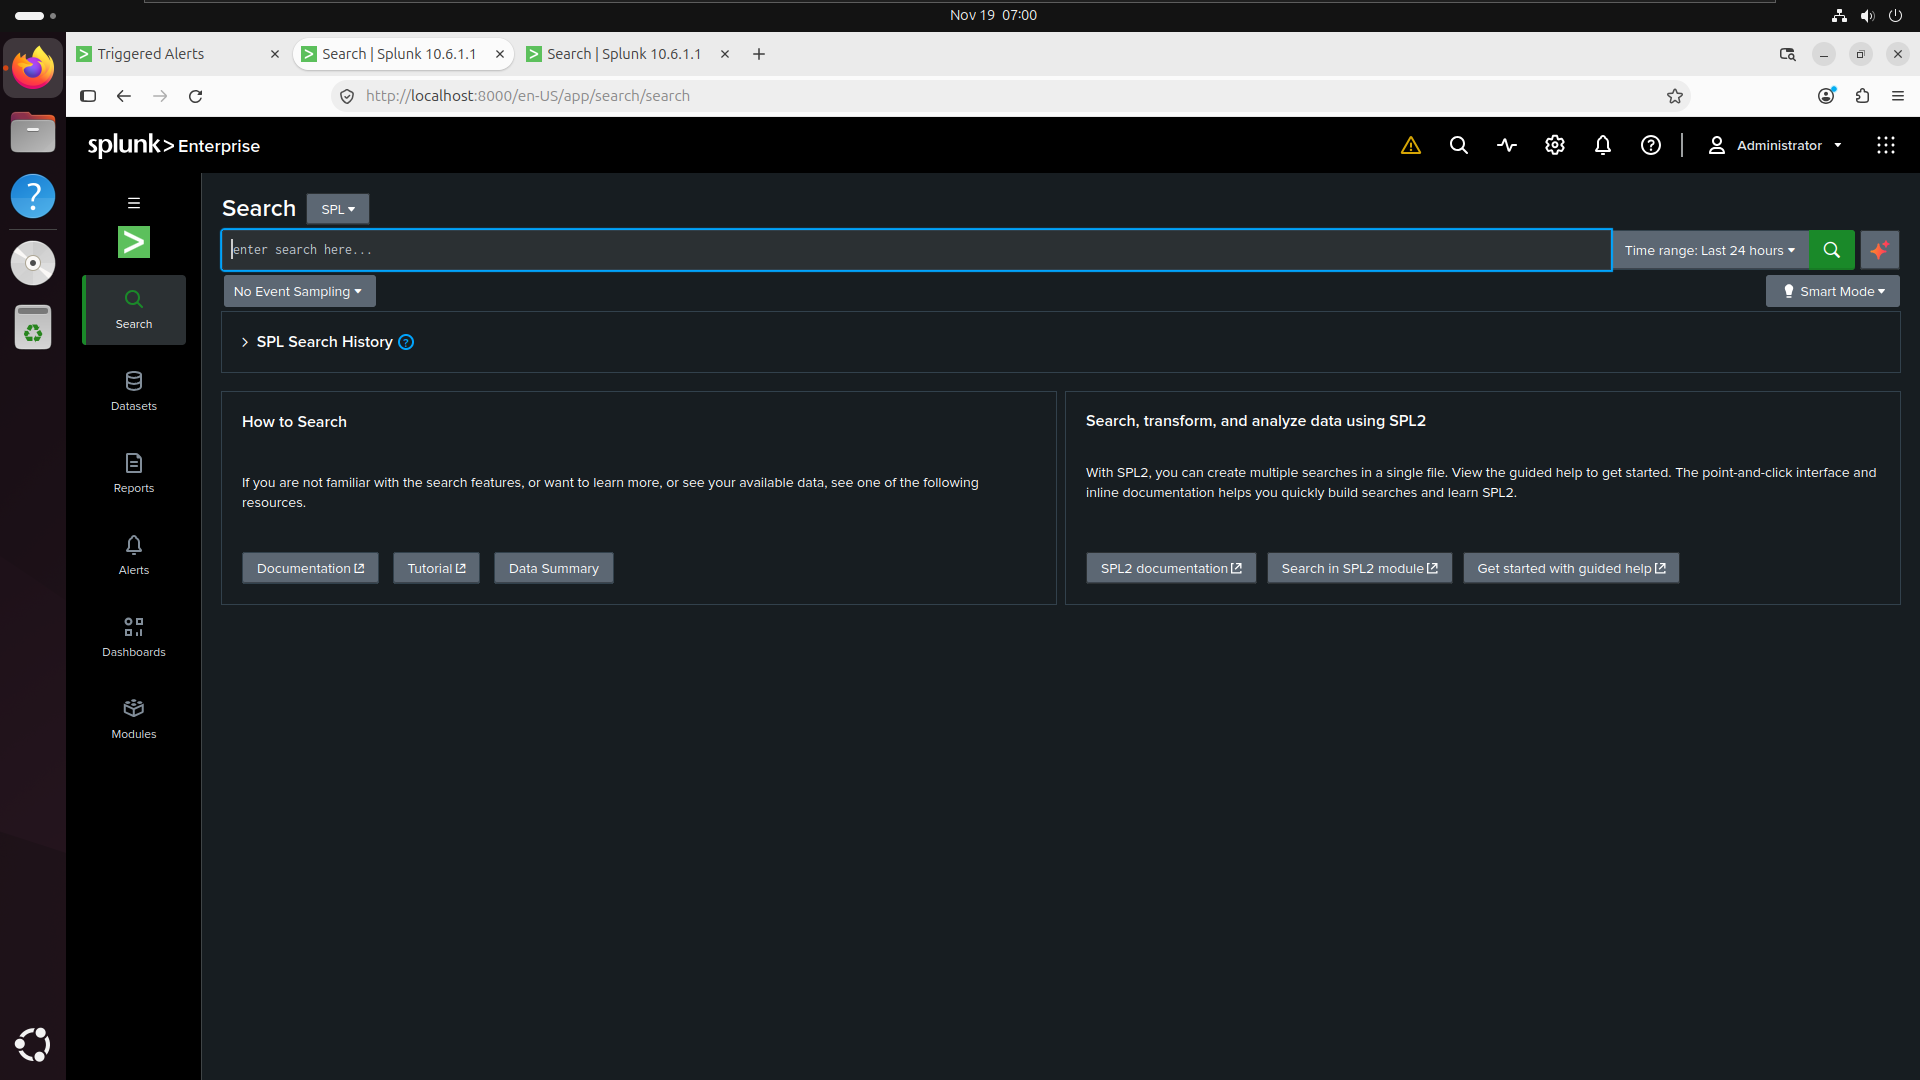 Nov 19 07:00
Triggered Alerts
Search | Splunk 10.6.1.1
Search | Splunk 10.6.1.1
http://localhost:8000/en-US/app/search/search
splunk>Enterprise
Administrator
Search
SPL
enter search here...
Time range: Last 24 hours
No Event Sampling
Smart Mode
SPL Search History
Search
Datasets
Reports
Alerts
Dashboards
Modules
How to Search
If you are not familiar with the search features, or want to learn more, or see your available data, see one of the following
resources.
Documentation
Tutorial
Data Summary
Search, transform, and analyze data using SPL2
With SPL2, you can create multiple searches in a single file. View the guided help to get started. The point-and-click interface and
inline documentation helps you quickly build searches and learn SPL2.
SPL2 documentation
Search in SPL2 module
Get started with guided help